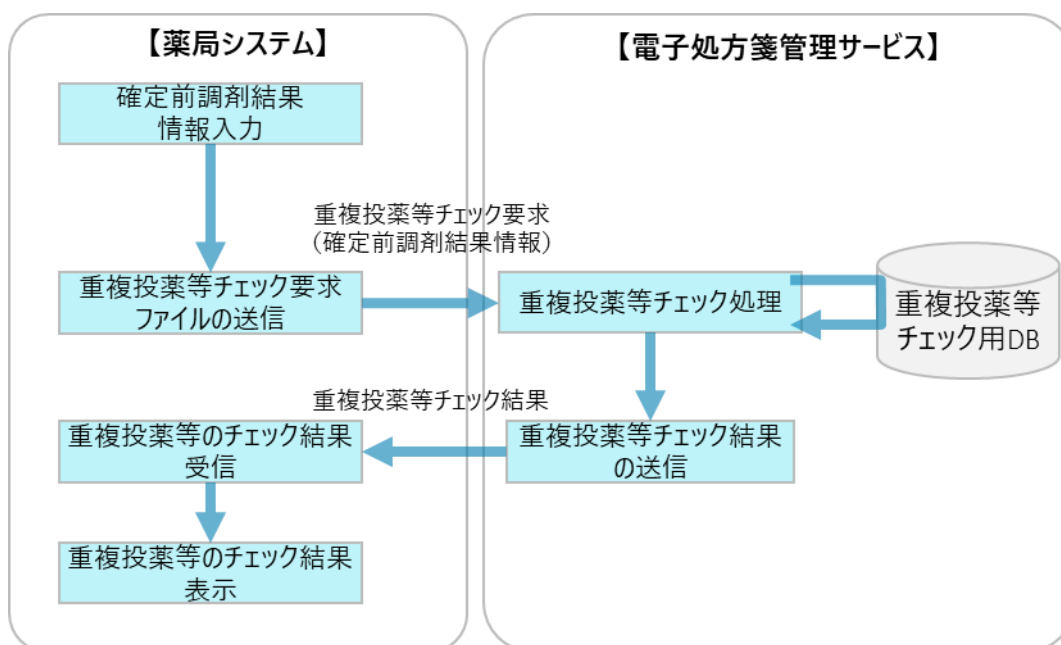 【薬局システム】
【電子処方箋管理サービス】
確定前調剤結果
情報入力
重複投薬等チェック要求
(確定前調剤結果情報)
重複投薬等チェック要求
ファイルの送信
重複投薬等チェック処理
重複投薬等
チェック用DB
重複投薬等チェック結果
重複投薬等のチェック結果
受信
重複投薬等チェック結果
の送信
重複投薬等のチェック結果
表示